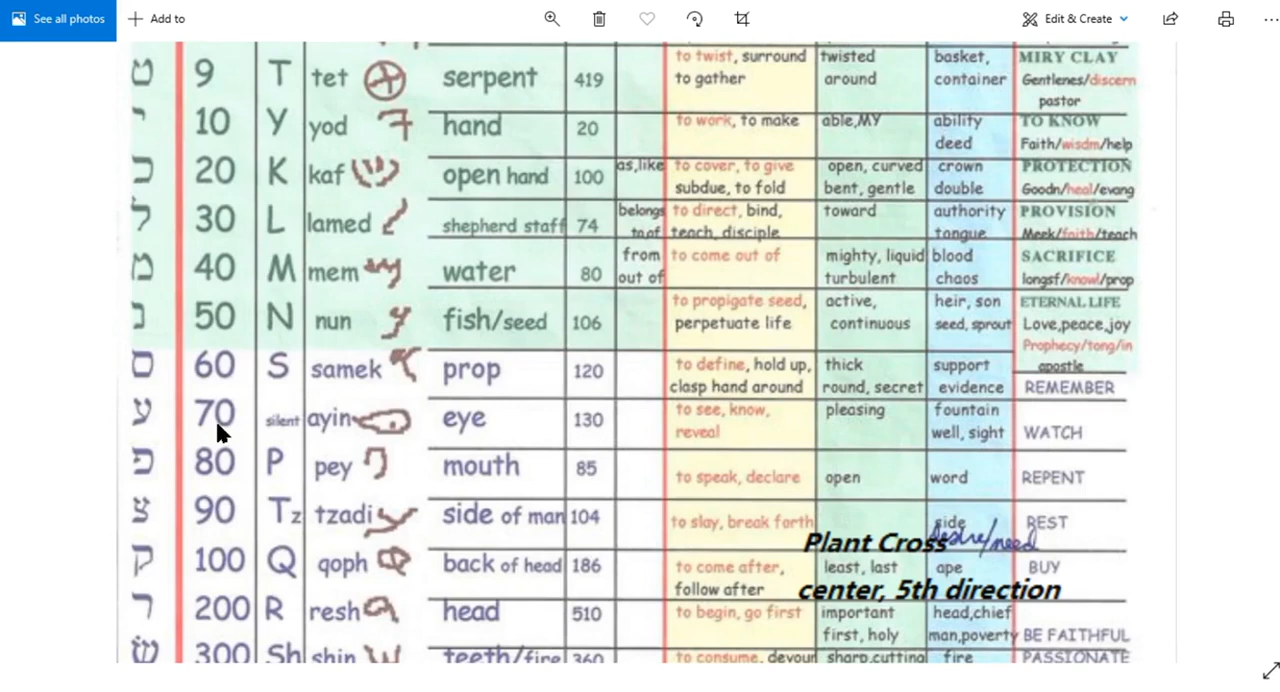 See all photos + Add to Edit & Create
ט 9 T tet serpent 419 to twist, surround twisted basket, MIRY CLAY
to gather around container Gentlenes/discern
pastor
י 10 Y yod hand 20 to work, to make able,MY ability TO KNOW
deed Faith/wisdm/help
כ 20 K kaf open hand 100 as,like to cover, to give open, curved crown PROTECTION
subdue, to fold bent, gentle double Goodn/heal/evang
ל 30 L lamed shepherd staff 74 belongs to direct, bind, toward authority PROVISION
to,of teach, disciple tongue Meek/faith/teach
מ 40 M mem water 80 from to come out of mighty, liquid blood SACRIFICE
out of turbulent chaos longsf/knowl/prop
נ 50 N nun fish/seed 106 to propigate seed, active, heir, son ETERNAL LIFE
perpetuate life continuous seed, sprout Love,peace,joy
Prophecy/tong/in
ס 60 S samek prop 120 to define, hold up, thick support apostle
clasp hand around round, secret evidence REMEMBER
ע 70 silent ayin eye 130 to see, know, pleasing fountain
reveal well, sight WATCH
פ 80 P pey mouth 85 to speak, declare open word REPENT
צ 90 Tz tzadi side of man 104 to slay, break forth side REST
desire/need
Plant Cross
ק 100 Q qoph back of head 186 to come after, least, last ape BUY
follow after
center, 5th direction
ר 200 R resh head 510 to begin, go first important head,chief
first, holy man,poverty BE FAITHFUL
שׂ 300 Sh shin teeth/fire 360 to consume, devour sharp,cutting fire PASSIONATE